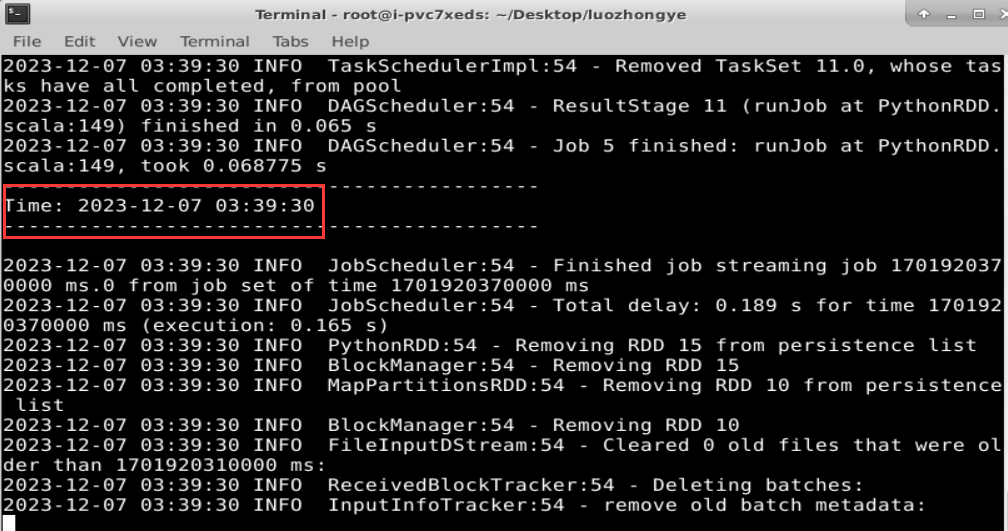 Terminal - root@i-pvc7xeds: ~/Desktop/luozhongye
File Edit View Terminal Tabs Help
2023-12-07 03:39:30 INFO  TaskSchedulerImpl:54 - Removed TaskSet 11.0, whose tas
ks have all completed, from pool
2023-12-07 03:39:30 INFO  DAGScheduler:54 - ResultStage 11 (runJob at PythonRDD.
scala:149) finished in 0.065 s
2023-12-07 03:39:30 INFO  DAGScheduler:54 - Job 5 finished: runJob at PythonRDD.
scala:149, took 0.068775 s
-------------------------------------------
Time: 2023-12-07 03:39:30
-------------------------------------------
2023-12-07 03:39:30 INFO  JobScheduler:54 - Finished job streaming job 170192037
0000 ms.0 from job set of time 1701920370000 ms
2023-12-07 03:39:30 INFO  JobScheduler:54 - Total delay: 0.189 s for time 170192
0370000 ms (execution: 0.165 s)
2023-12-07 03:39:30 INFO  PythonRDD:54 - Removing RDD 15 from persistence list
2023-12-07 03:39:30 INFO  BlockManager:54 - Removing RDD 15
2023-12-07 03:39:30 INFO  MapPartitionsRDD:54 - Removing RDD 10 from persistence
 list
2023-12-07 03:39:30 INFO  BlockManager:54 - Removing RDD 10
2023-12-07 03:39:30 INFO  FileInputDStream:54 - Cleared 0 old files that were ol
der than 1701920310000 ms:
2023-12-07 03:39:30 INFO  ReceivedBlockTracker:54 - Deleting batches:
2023-12-07 03:39:30 INFO  InputInfoTracker:54 - remove old batch metadata: